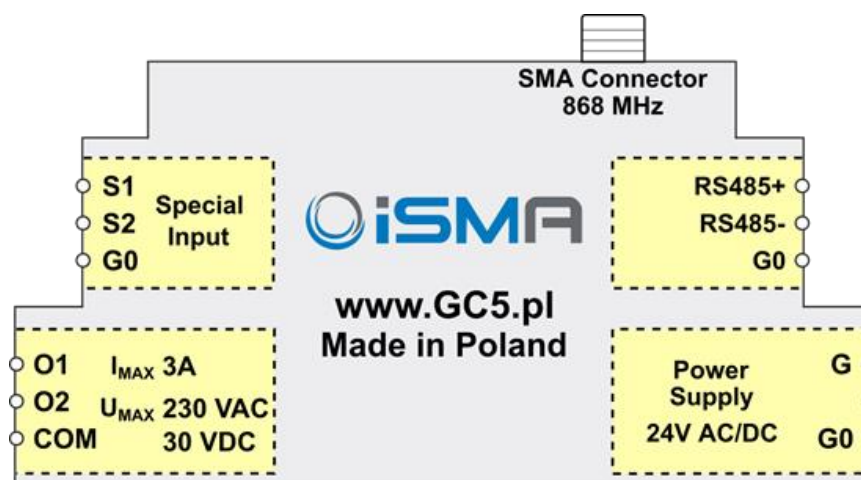 SMA Connector
868 MHz
S1
S2
G0
Special
Input
iSMA
RS485+
RS485-
G0
www.GC5.pl
Made in Poland
O1
O2
COM
IMAX 3A
UMAX 230 VAC
30 VDC
Power
Supply
24V AC/DC
G
G0